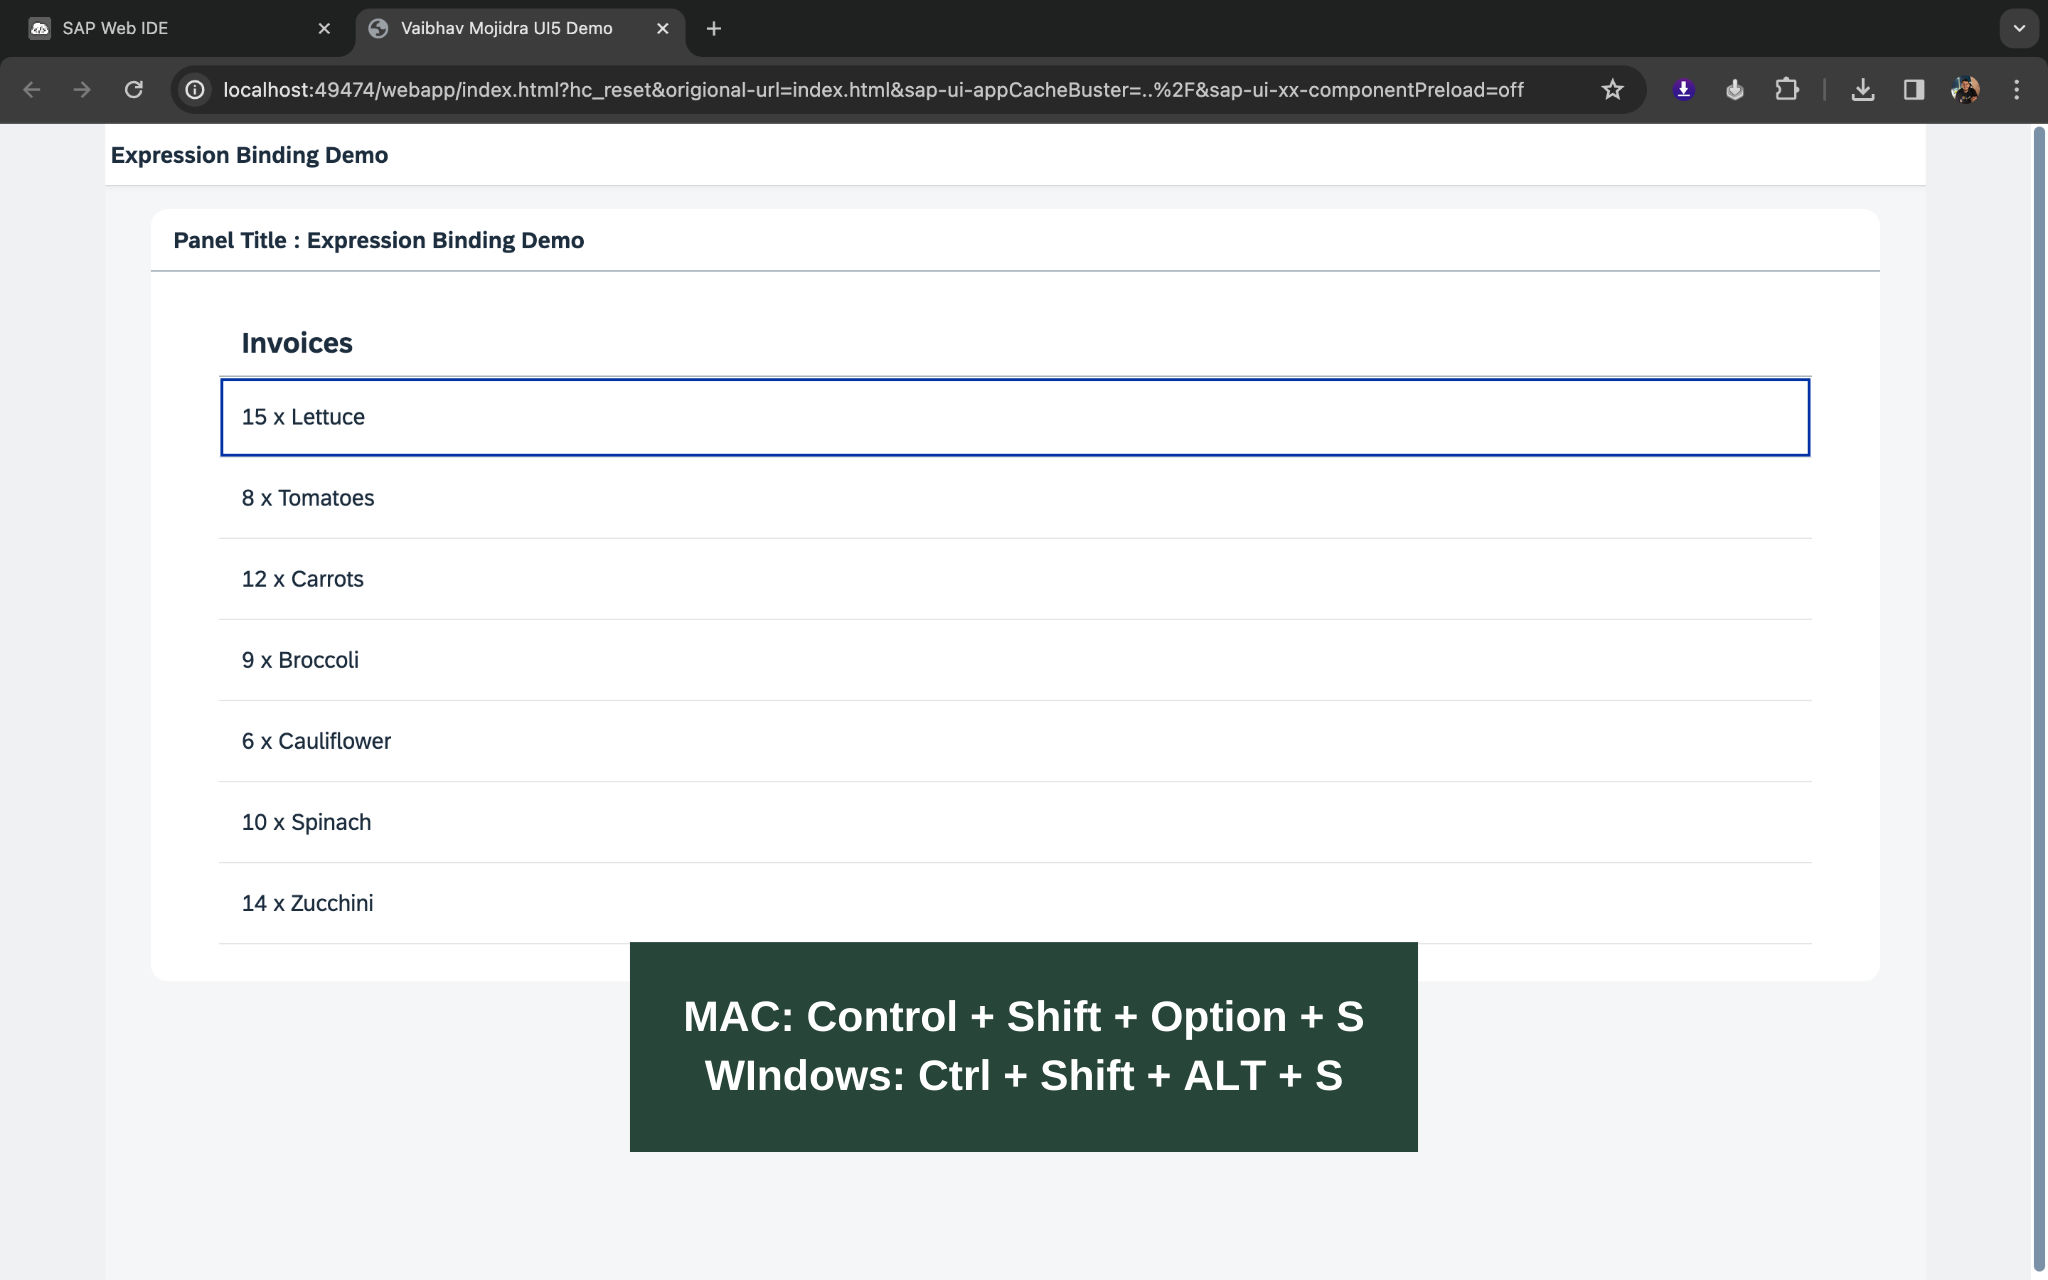 SAP Web IDE
Vaibhav Mojidra UI5 Demo
localhost:49474/webapp/index.html?hc_reset&origional-url=index.html&sap-ui-appCacheBuster=..%2F&sap-ui-xx-componentPreload=off
Expression Binding Demo
Panel Title : Expression Binding Demo
Invoices
15 x Lettuce
8 x Tomatoes
12 x Carrots
9 x Broccoli
6 x Cauliflower
10 x Spinach
14 x Zucchini
MAC: Control + Shift + Option + S
WIndows: Ctrl + Shift + ALT + S